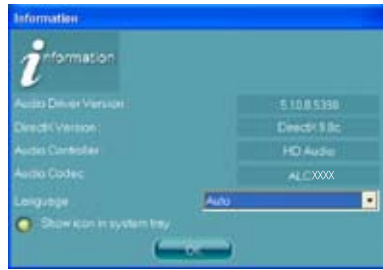 Information
information
Audio Driver Version : 5.10.0.5398
DirectX Version : DirectX 9.0c
Audio Controller : HD Audio
Audio Codec : ALCXXXX
Language : Auto
Show icon in system tray
OK